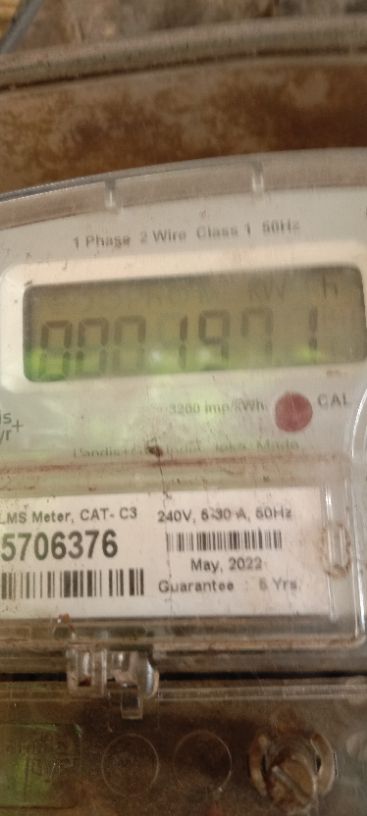 1 Phase 2 Wire Class 1 50Hz
kW h
000197.1
3200 imp/kWh
CAL
LMS Meter, CAT- C3 240V, 5-30 A, 50Hz
5706376
May, 2022
Guarantee : 5 Yrs.